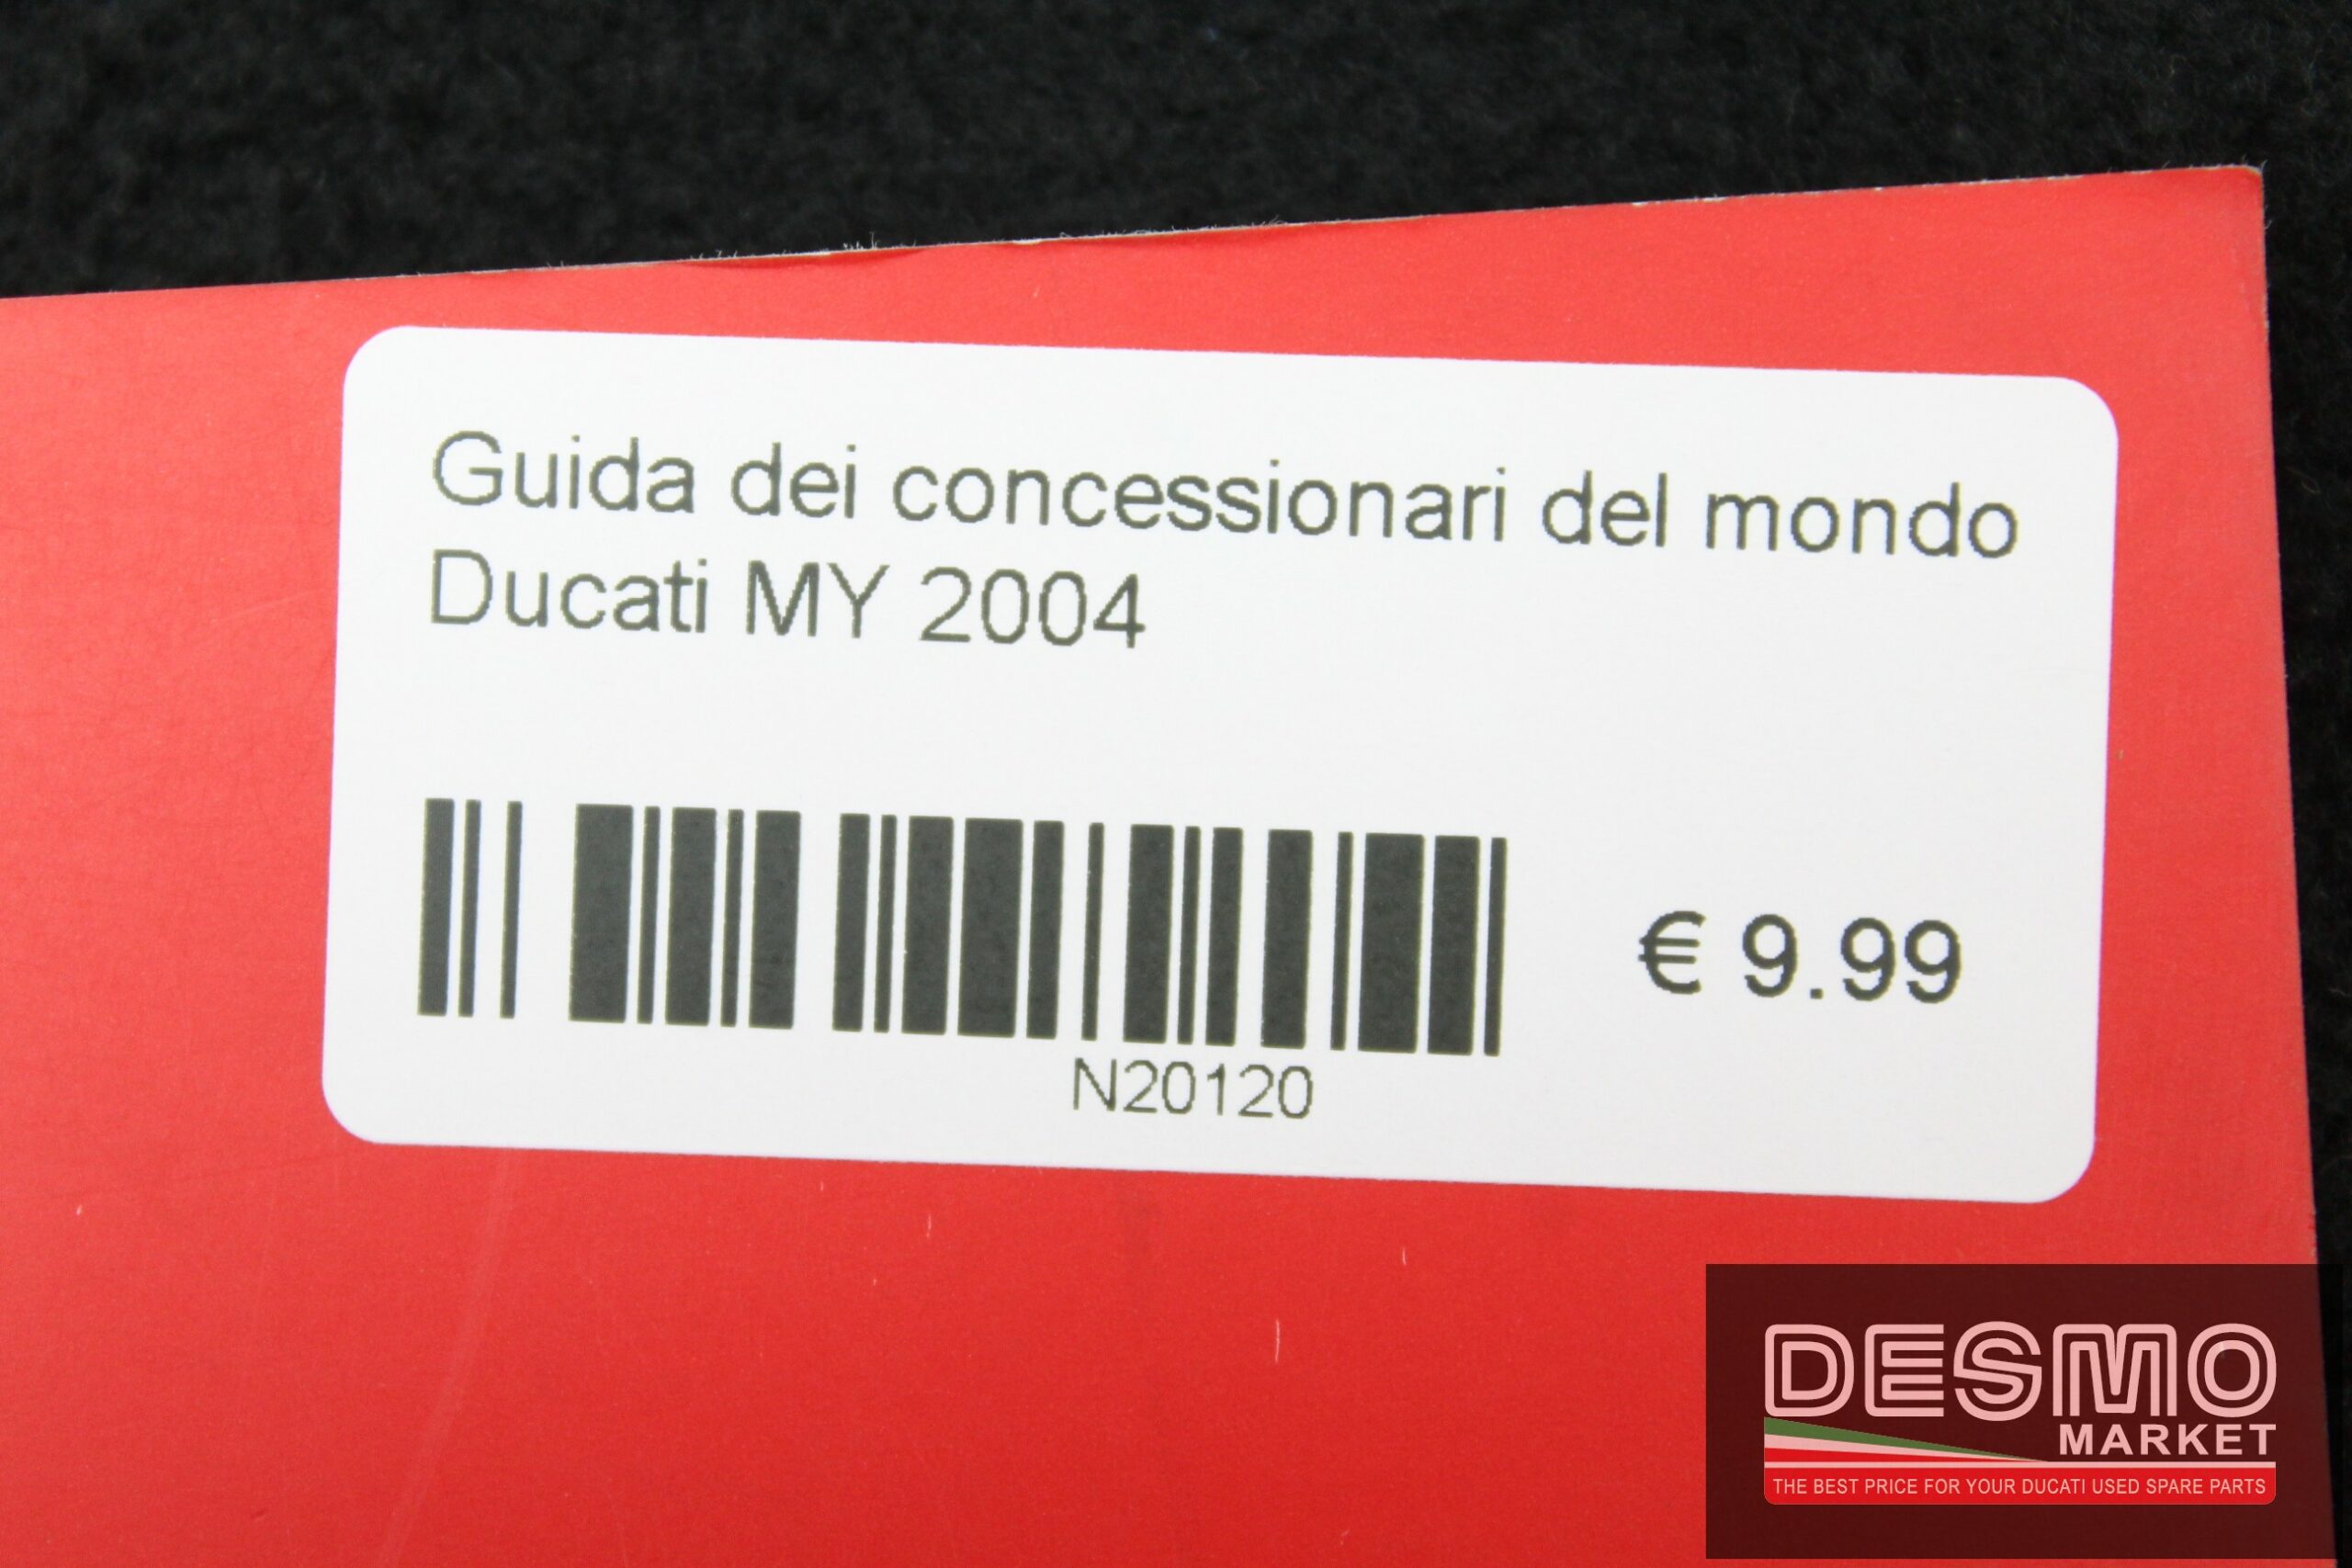 Guida dei concessionari del mondo
Ducati MY 2004
€ 9.99
N20120
DESMO
MARKET
THE BEST PRICE FOR YOUR DUCATI USED SPARE PARTS